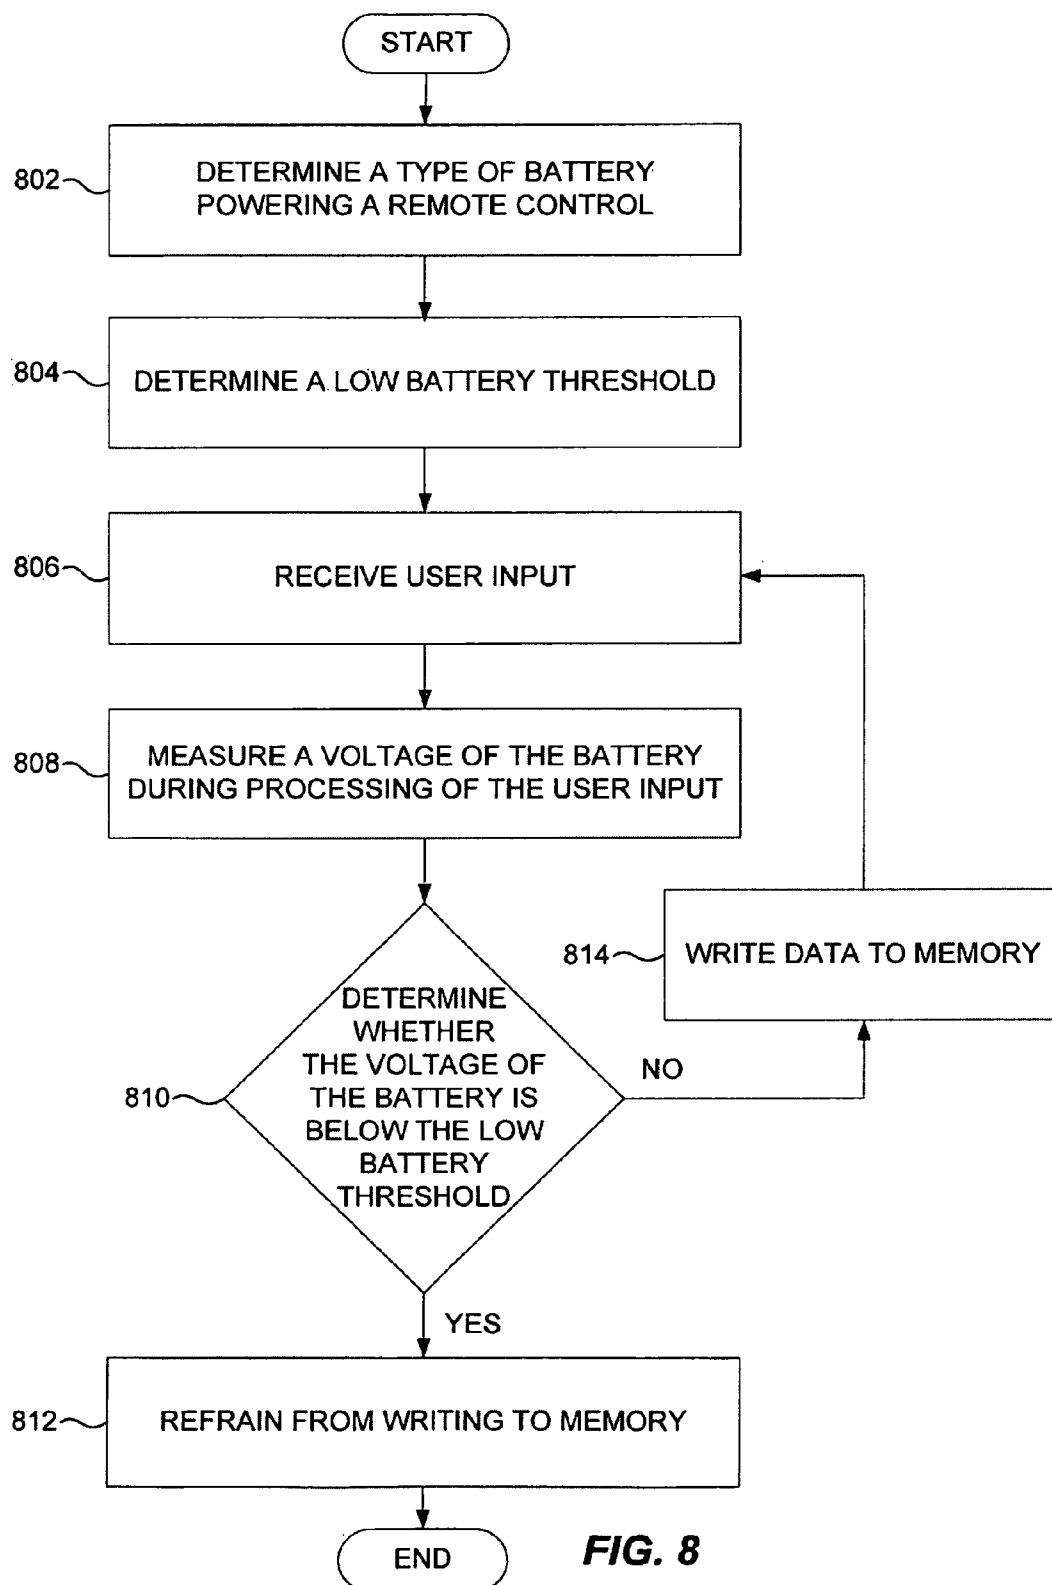 START
802
DETERMINE A TYPE OF BATTERY
POWERING A REMOTE CONTROL
804
DETERMINE A LOW BATTERY THRESHOLD
806
RECEIVE USER INPUT
808
MEASURE A VOLTAGE OF THE BATTERY
DURING PROCESSING OF THE USER INPUT
814
WRITE DATA TO MEMORY
810
DETERMINE
WHETHER
THE VOLTAGE OF
THE BATTERY IS
BELOW THE LOW
BATTERY
THRESHOLD
NO
YES
812
REFRAIN FROM WRITING TO MEMORY
END
FIG. 8